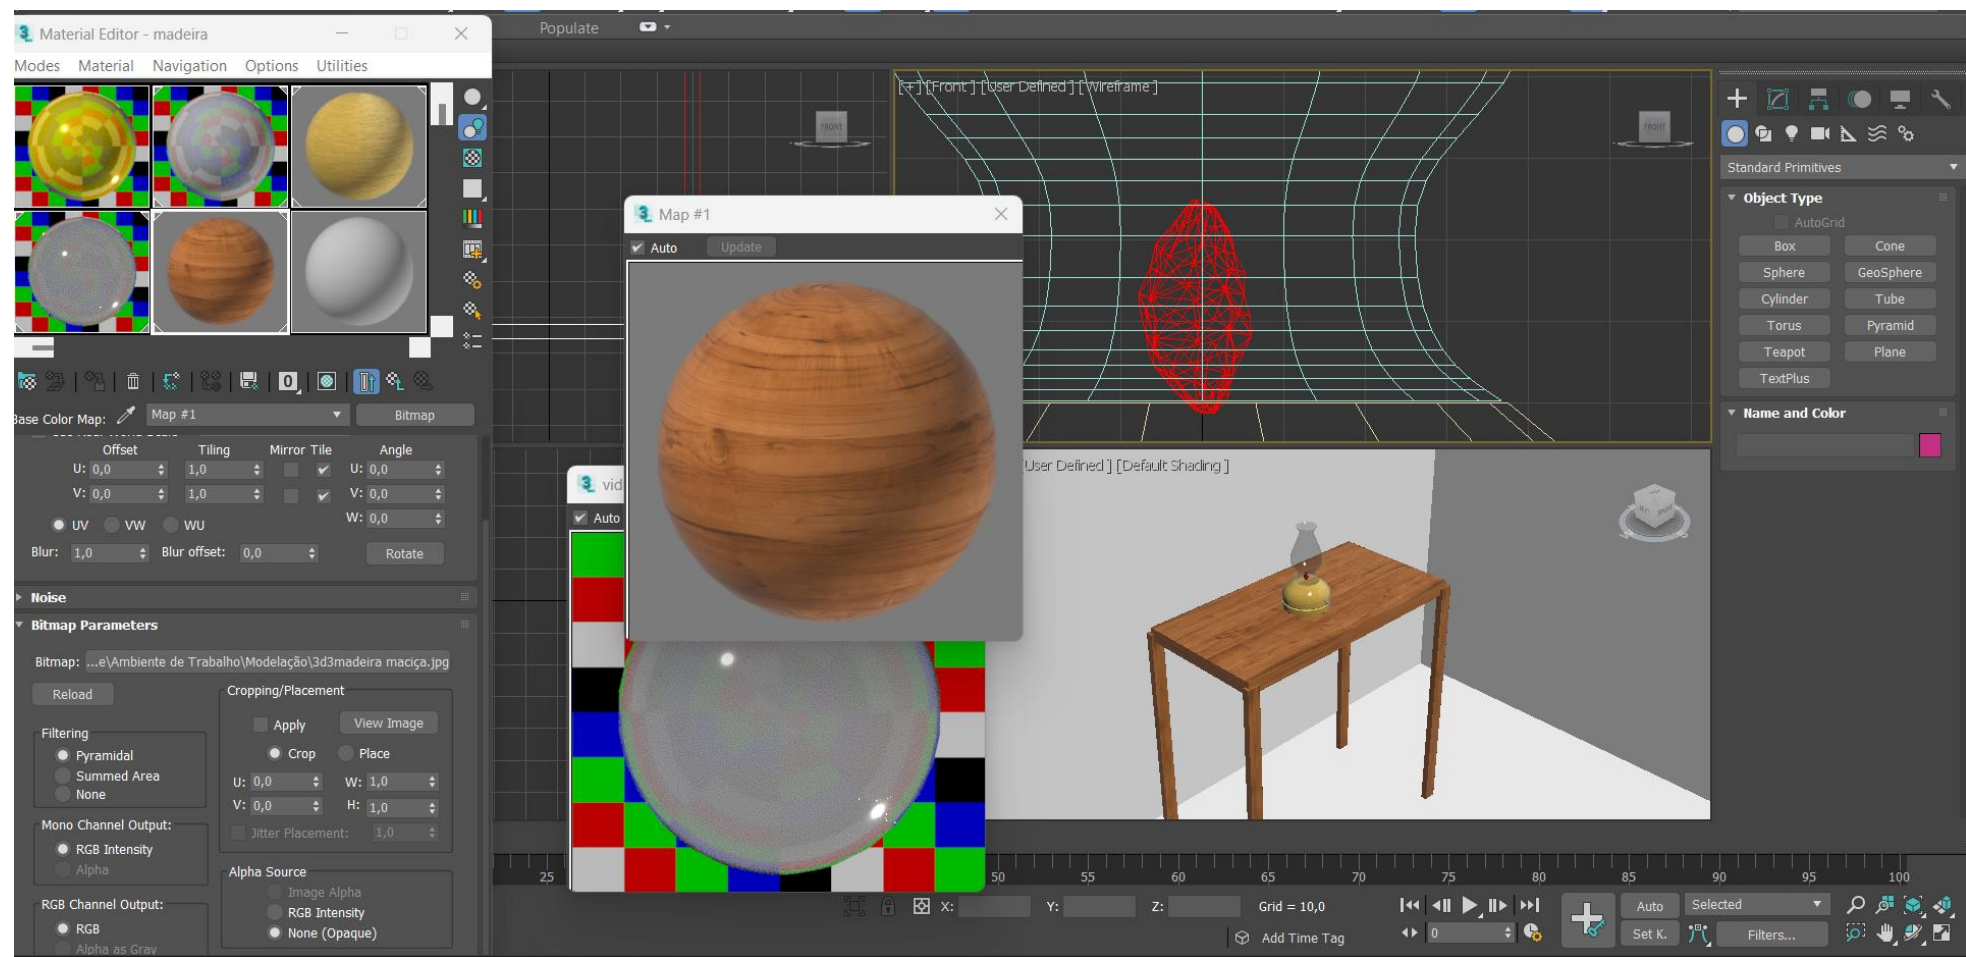 Material Editor - madeira
Modes Material Navigation Options Utilities
Populate
Base Color Map: Map #1 Bitmap
Offset Tiling Mirror Tile Angle
U: 0,0 1,0 U: 0,0
V: 0,0 1,0 V: 0,0
W: 0,0
UV VW WU
Blur: 1,0 Blur offset: 0,0 Rotate
Noise
Bitmap Parameters
Bitmap: ...e\Ambiente de Trabalho\Modelação\3d3madeira maciça.jpg
Reload
Cropping/Placement
Apply View Image
Crop Place
U: 0,0 W: 1,0
V: 0,0 H: 1,0
Jitter Placement: 1,0
Filtering
Pyramidal
Summed Area
None
Mono Channel Output:
RGB Intensity
Alpha
RGB Channel Output:
RGB
Alpha as Gray
Alpha Source
Image Alpha
RGB Intensity
None (Opaque)
Map #1
Auto Update
vid
Auto
[+] [Front ] [User Defined ] [ Wireframe ]
FRONT
FRONT
User Defined ] [Default Shading ]
Standard Primitives
Object Type
AutoGrid
Box Cone
Sphere GeoSphere
Cylinder Tube
Torus Pyramid
Teapot Plane
TextPlus
Name and Color
25 50 55 60 65 70 75 80 85 90 95 100
X: Y: Z: Grid = 10,0
Add Time Tag
0
Auto Selected
Set K. Filters...